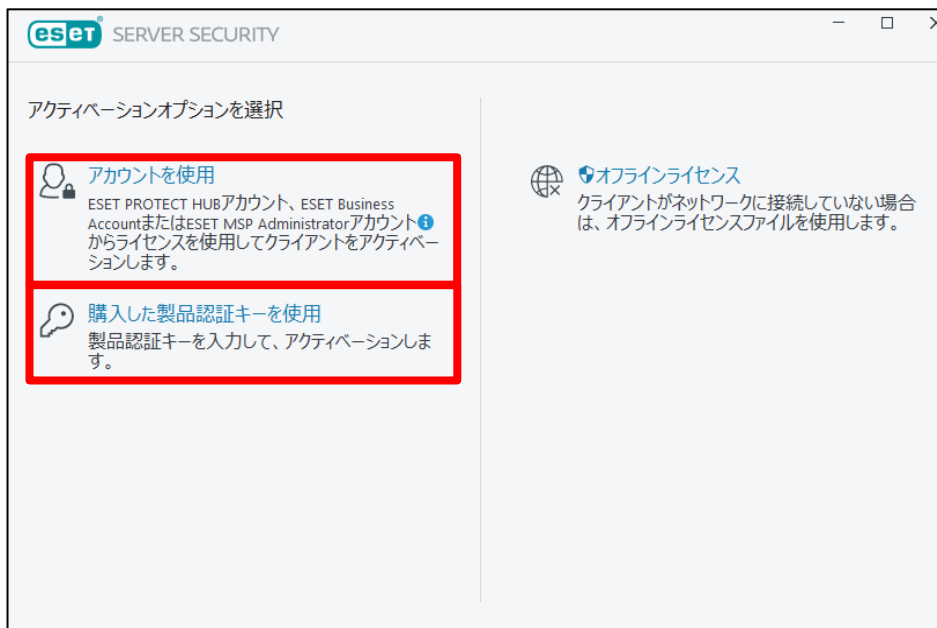 eset SERVER SECURITY
アクティベーションオプションを選択
アカウントを使用
ESET PROTECT HUBアカウント、ESET Business
AccountまたはESET MSP Administratorアカウント
からライセンスを使用してクライアントをアクティベー
ションします。
購入した製品認証キーを使用
製品認証キーを入力して、アクティベーションしま
す。
オフラインライセンス
クライアントがネットワークに接続していない場合
は、オフラインライセンスファイルを使用します。